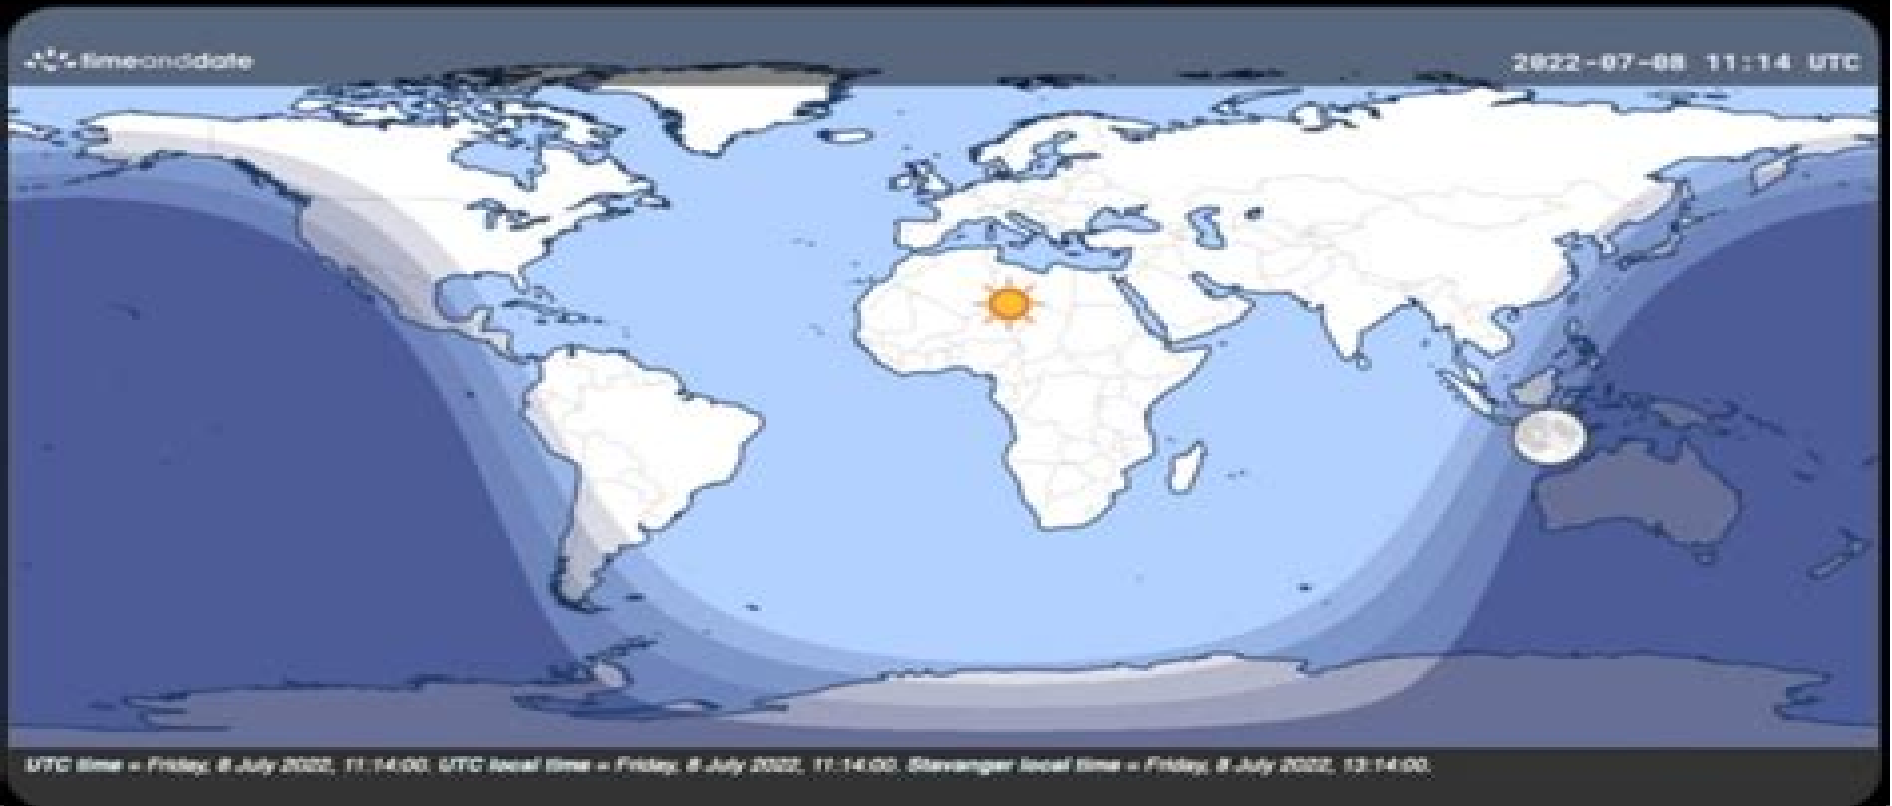 timeanddate
2022-07-08 11:14 UTC
UTC time = Friday, 8 July 2022, 11:14:00. UTC local time = Friday, 8 July 2022, 11:14:00. Stavanger local time = Friday, 8 July 2022, 13:14:00.